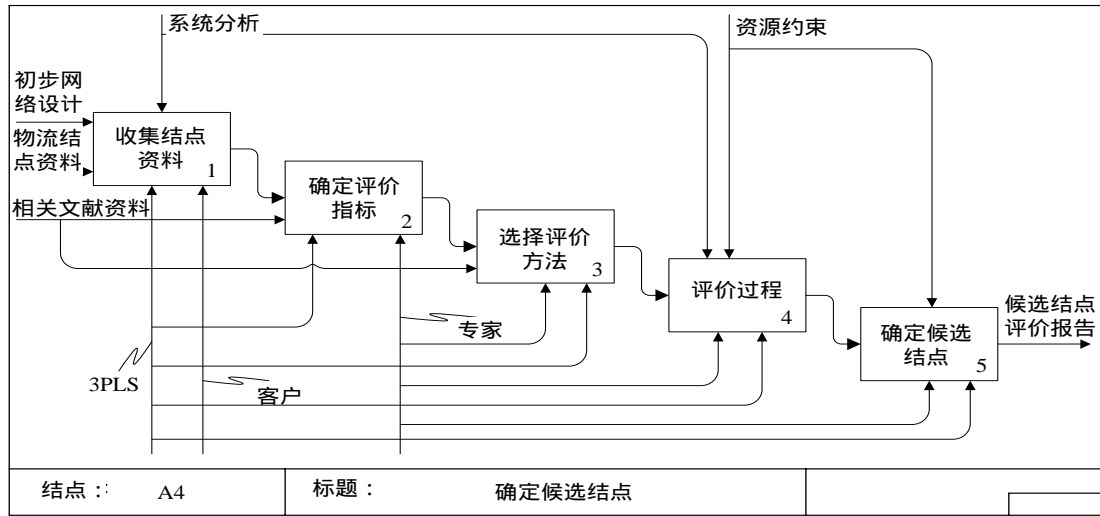 系统分析
资源约束
初步网
络设计
物流结
点资料
收集结点
资料
1
相关文献资料
确定评价
指标
2
选择评价
方法
3
评价过程
4
确定候选
结点
5
候选结点
评价报告
专家
3PLS
客户
结点： A4
标题： 确定候选结点